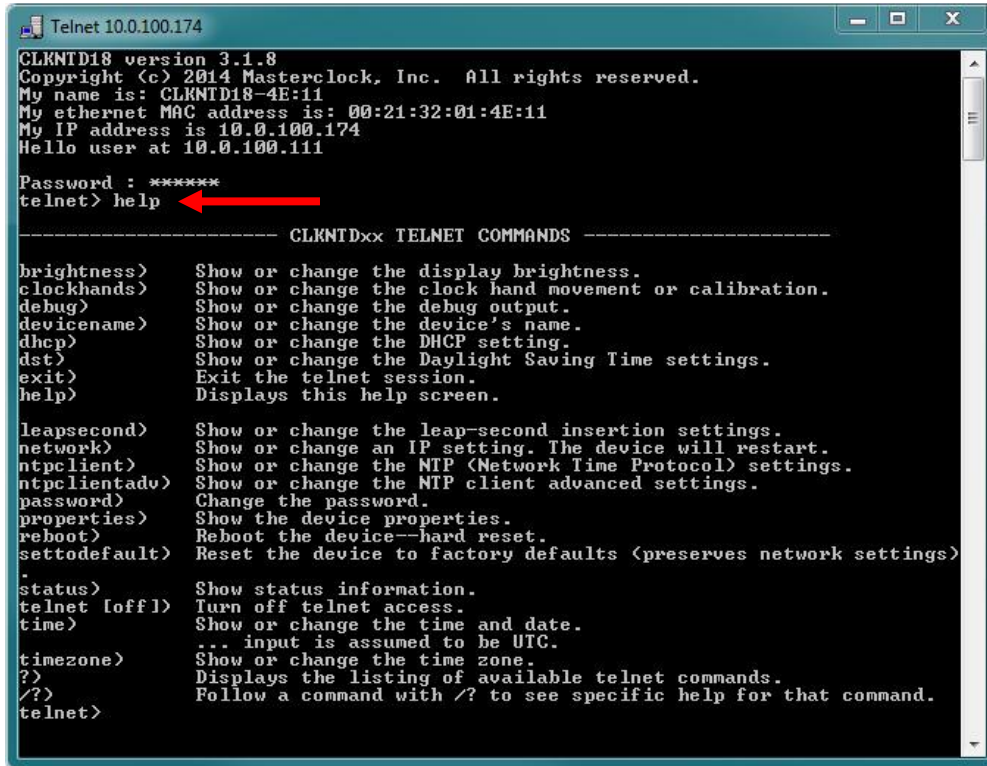 Telnet 10.0.100.174
CLKNTD18 version 3.1.8
Copyright (c) 2014 Masterclock, Inc.  All rights reserved.
My name is: CLKNTD18-4E:11
My ethernet MAC address is: 00:21:32:01:4E:11
My IP address is 10.0.100.174
Hello user at 10.0.100.111
Password : ******
telnet> help
---------------------- CLKNTDxx TELNET COMMANDS ---------------------
brightness>    Show or change the display brightness.
clockhands>    Show or change the clock hand movement or calibration.
debug>         Show or change the debug output.
devicename>    Show or change the device's name.
dhcp>          Show or change the DHCP setting.
dst>           Show or change the Daylight Saving Time settings.
exit>          Exit the telnet session.
help>          Displays this help screen.
leapsecond>    Show or change the leap-second insertion settings.
network>       Show or change an IP setting. The device will restart.
ntpclient>     Show or change the NTP (Network Time Protocol) settings.
ntpclientadv>  Show or change the NTP client advanced settings.
password>      Change the password.
properties>    Show the device properties.
reboot>        Reboot the device--hard reset.
settodefault>  Reset the device to factory defaults (preserves network settings)
.
status>        Show status information.
telnet [off]>  Turn off telnet access.
time>          Show or change the time and date.
               ... input is assumed to be UTC.
timezone>      Show or change the time zone.
?>             Displays the listing of available telnet commands.
/?>            Follow a command with /? to see specific help for that command.
telnet>